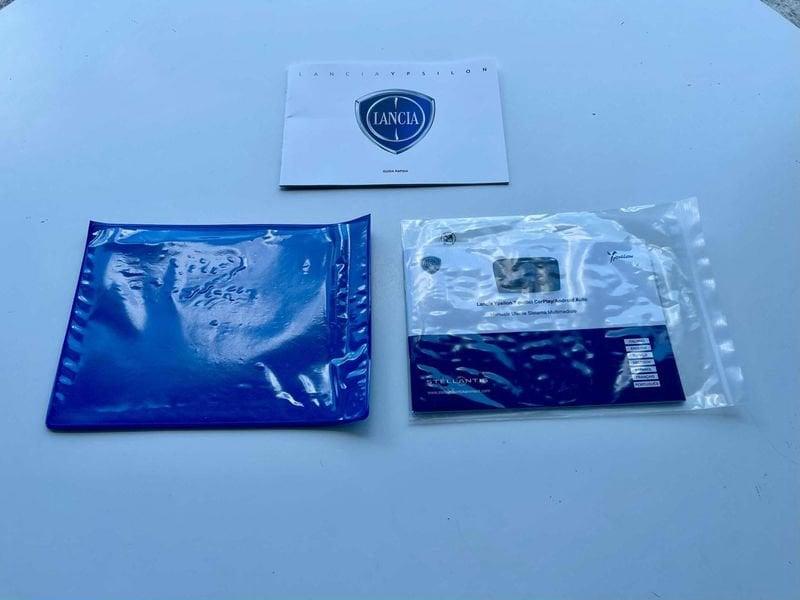 LANCIAYPSILON
LANCIA
GUIDA RAPIDA
Ypsilon
Lancia Ypsilon CarPlay/Android Auto
Manuale Utente Sistema Multimediale
ITALIANO
ENGLISH
DEUTSCH
ESPAÑOL
FRANÇAIS
PORTUGUÊS
STELLANTIS